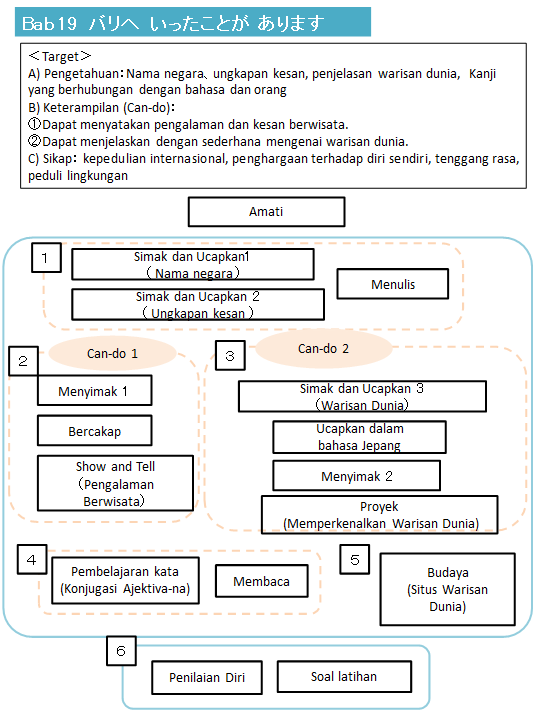 Bab19 バリへ いったことが あります
＜Target＞
A) Pengetahuan：Nama negara、ungkapan kesan, penjelasan warisan dunia, Kanji
yang berhubungan dengan bahasa dan orang
B) Keterampilan (Can-do)：
①Dapat menyatakan pengalaman dan kesan berwisata.
②Dapat menjelaskan dengan sederhana mengenai warisan dunia.
C) Sikap： kepedulian internasional, penghargaan terhadap diri sendiri, tenggang rasa,
peduli lingkungan
Amati
1
Simak dan Ucapkan1
（Nama negara）
Simak dan Ucapkan 2
（Ungkapan kesan）
Menulis
2
Can-do 1
Menyimak 1
Bercakap
Show and Tell
（Pengalaman
Berwisata）
3
Can-do 2
Simak dan Ucapkan 3
（Warisan Dunia）
Ucapkan dalam
bahasa Jepang
Menyimak 2
Proyek
(Memperkenalkan Warisan Dunia)
4
Pembelajaran kata
(Konjugasi Ajektiva-na)
Membaca
5
Budaya
(Situs Warisan
Dunia)
6
Penilaian Diri
Soal latihan